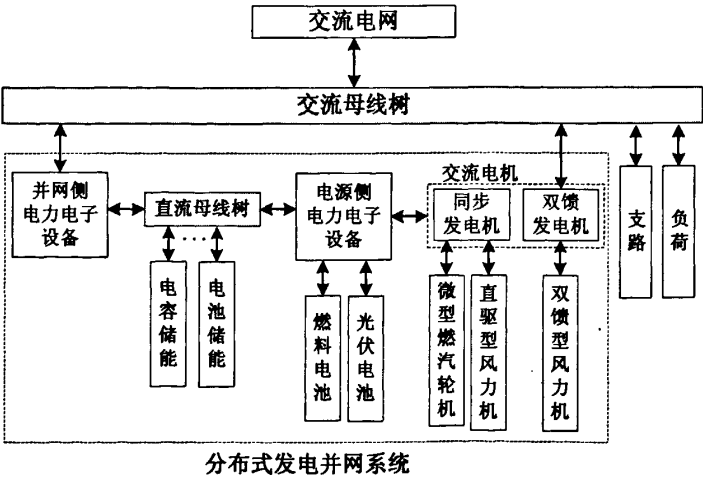 交流电网
交流母线树
并网侧
电力电子
设备
直流母线树
电源侧
电力电子
设备
交流电机
同步
发电机
双馈
发电机
支路
负荷
···
电容储能
电池储能
燃料电池
光伏电池
微型燃汽轮机
直驱型风力机
双馈型风力机
分布式发电并网系统